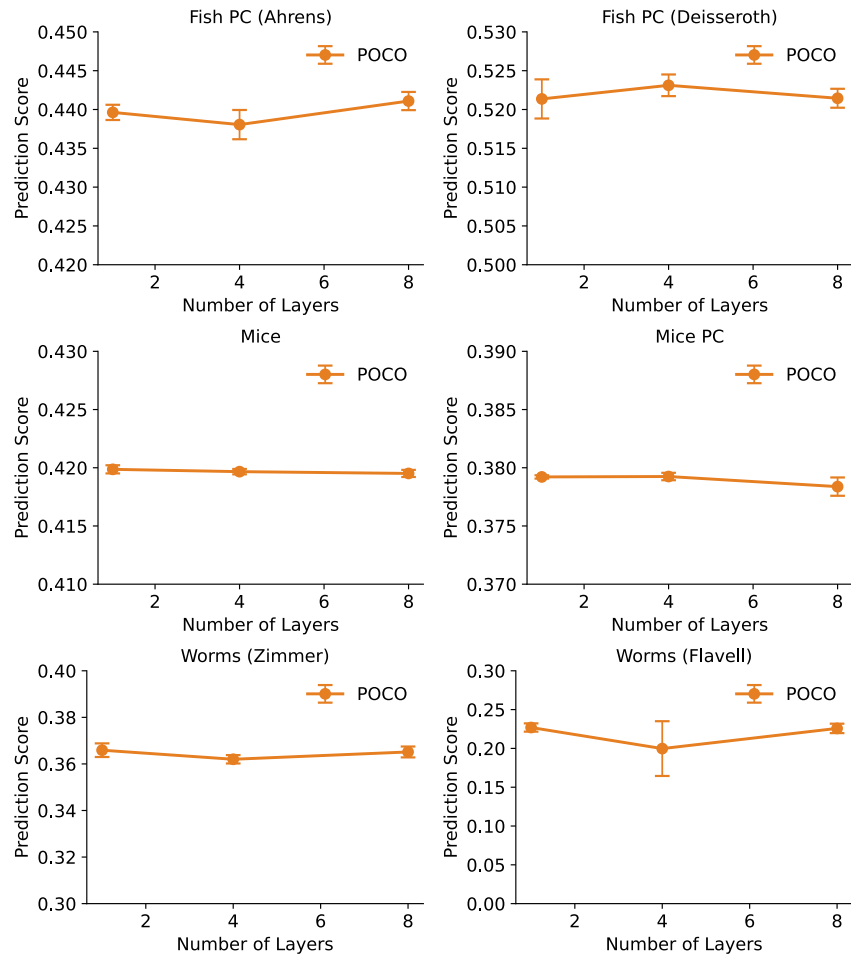 Fish PC (Ahrens)
POCO
Prediction Score
0.450
0.445
0.440
0.435
0.430
0.425
0.420
2 4 6 8
Number of Layers
Fish PC (Deisseroth)
POCO
Prediction Score
0.530
0.525
0.520
0.515
0.510
0.505
0.500
2 4 6 8
Number of Layers
Mice
POCO
Prediction Score
0.430
0.425
0.420
0.415
0.410
2 4 6 8
Number of Layers
Mice PC
POCO
Prediction Score
0.390
0.385
0.380
0.375
0.370
2 4 6 8
Number of Layers
Worms (Zimmer)
POCO
Prediction Score
0.40
0.38
0.36
0.34
0.32
0.30
2 4 6 8
Number of Layers
Worms (Flavell)
POCO
Prediction Score
0.30
0.25
0.20
0.15
0.10
0.05
0.00
2 4 6 8
Number of Layers